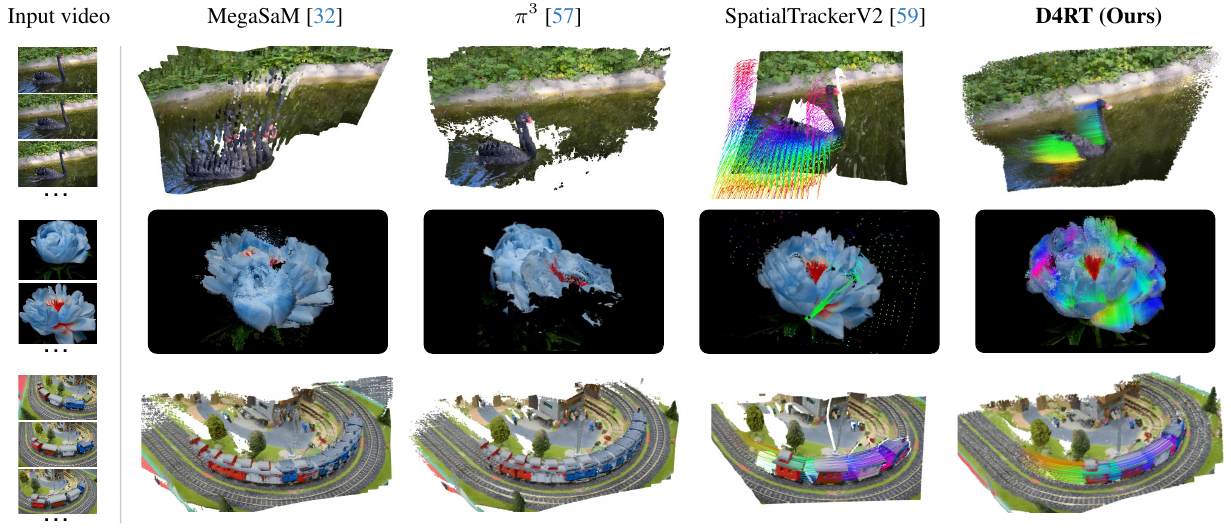 Input video MegaSaM [32] π³ [57] SpatialTrackerV2 [59] D4RT (Ours)
...
...
...